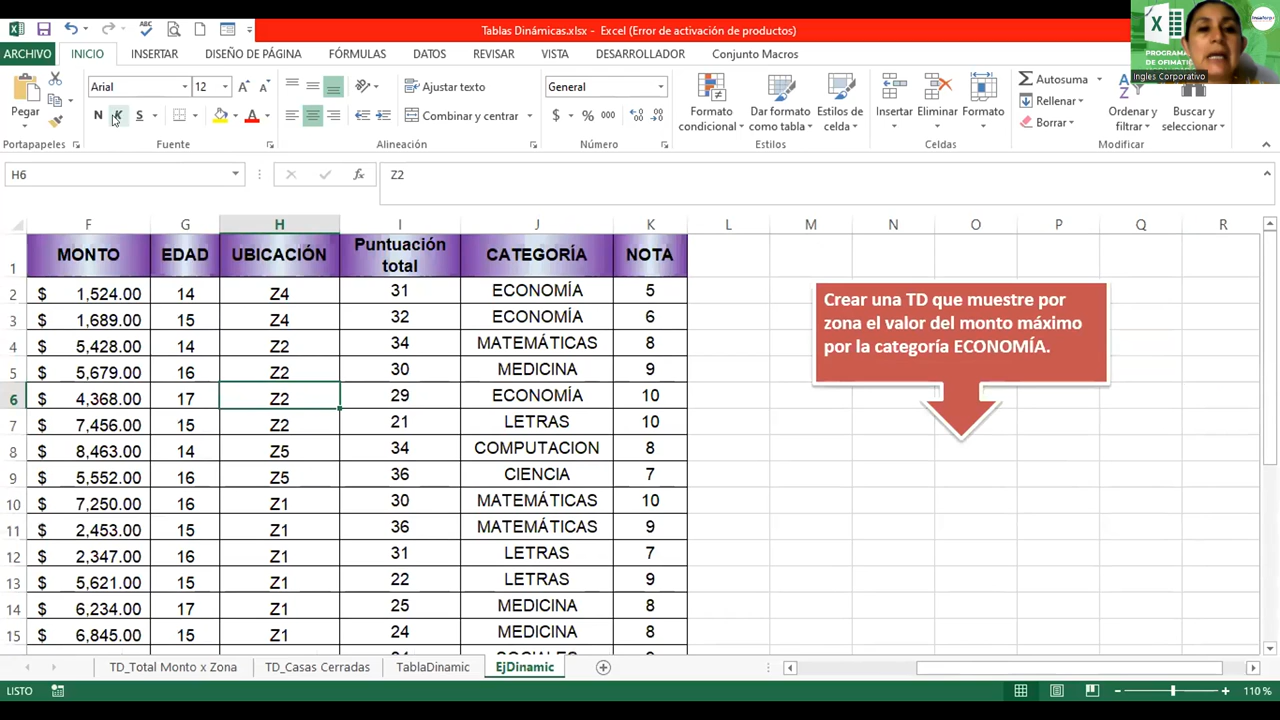 Tablas Dinámicas.xlsx - Excel (Error de activación de productos)
ARCHIVO INICIO INSERTAR DISEÑO DE PÁGINA FÓRMULAS DATOS REVISAR VISTA DESARROLLADOR Conjunto Macros
PROGRAMA
DE OFIMÁTICA
Ingles Corporativo
Pegar
Arial 12
N K S
Ajustar texto
Combinar y centrar
General
$ % 000
Formato condicional
Dar formato como tabla
Estilos de celda
Insertar Eliminar Formato
Autosuma
Rellenar
Borrar
Ordenar y filtrar
Buscar y seleccionar
Portapapeles Fuente Alineación Número Estilos Celdas Modificar
H6 fx Z2
F G H I J K L M N O P Q R
1 MONTO EDAD UBICACIÓN Puntuación total CATEGORÍA NOTA
2 $ 1,524.00 14 Z4 31 ECONOMÍA 5
3 $ 1,689.00 15 Z4 32 ECONOMÍA 6
4 $ 5,428.00 14 Z2 34 MATEMÁTICAS 8
5 $ 5,679.00 16 Z2 30 MEDICINA 9
6 $ 4,368.00 17 Z2 29 ECONOMÍA 10
7 $ 7,456.00 15 Z2 21 LETRAS 10
8 $ 8,463.00 14 Z5 34 COMPUTACION 8
9 $ 5,552.00 16 Z5 36 CIENCIA 7
10 $ 7,250.00 16 Z1 30 MATEMÁTICAS 10
11 $ 2,453.00 15 Z1 36 MATEMÁTICAS 9
12 $ 2,347.00 16 Z1 31 LETRAS 7
13 $ 5,621.00 15 Z1 22 LETRAS 9
14 $ 6,234.00 17 Z1 25 MEDICINA 8
15 $ 6,845.00 15 Z1 24 MEDICINA 8
Crear una TD que muestre por
zona el valor del monto máximo
por la categoría ECONOMÍA.
TD_Total Monto x Zona TD_Casas Cerradas TablaDinamic EjDinamic
LISTO 110 %